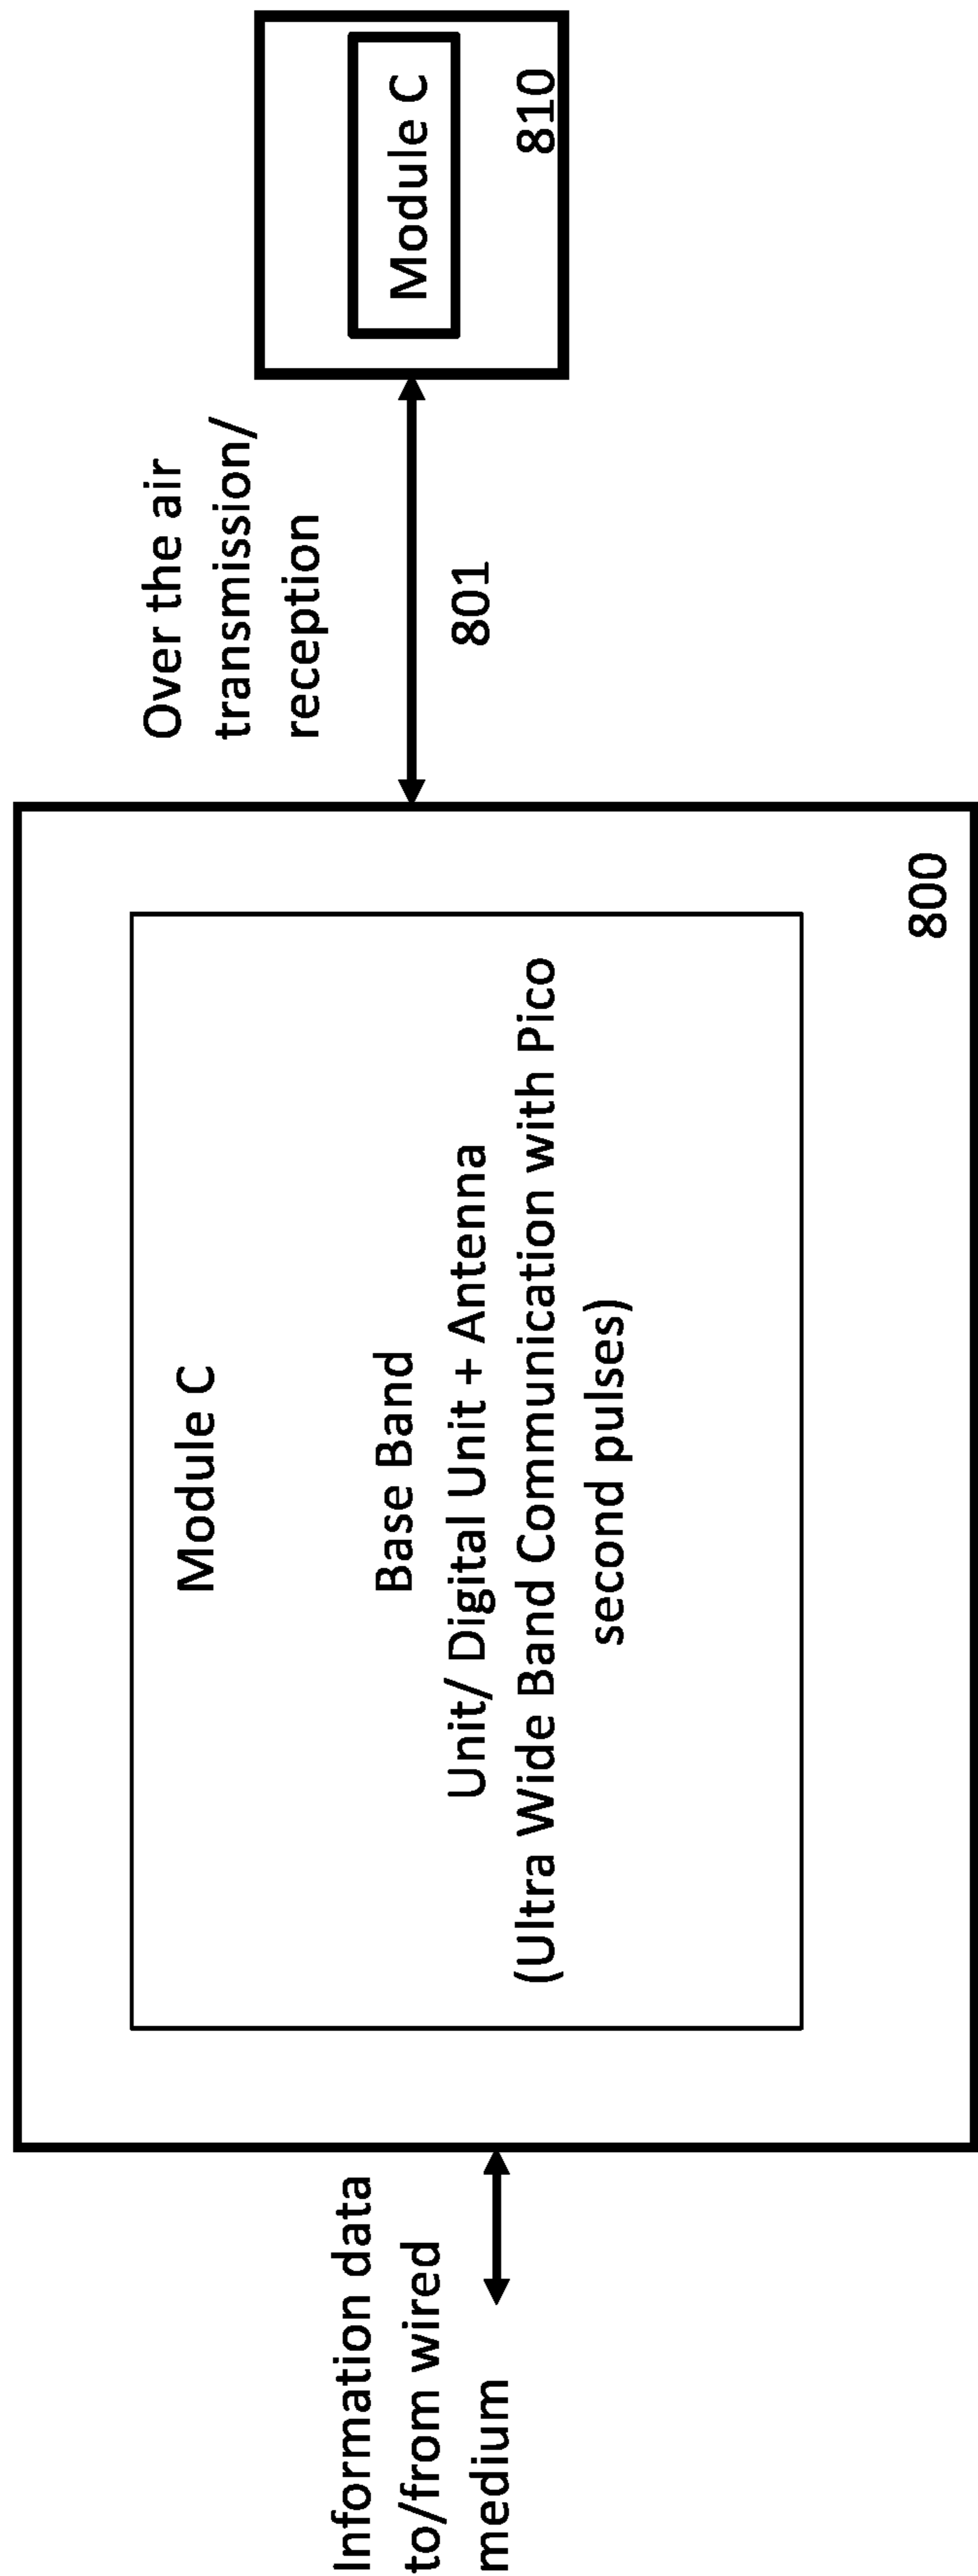 Information data
to/from wired
medium
Module C
Base Band
Unit/ Digital Unit + Antenna
(Ultra Wide Band Communication with Pico
second pulses)
800
Over the air
transmission/
reception
801
Module C
810